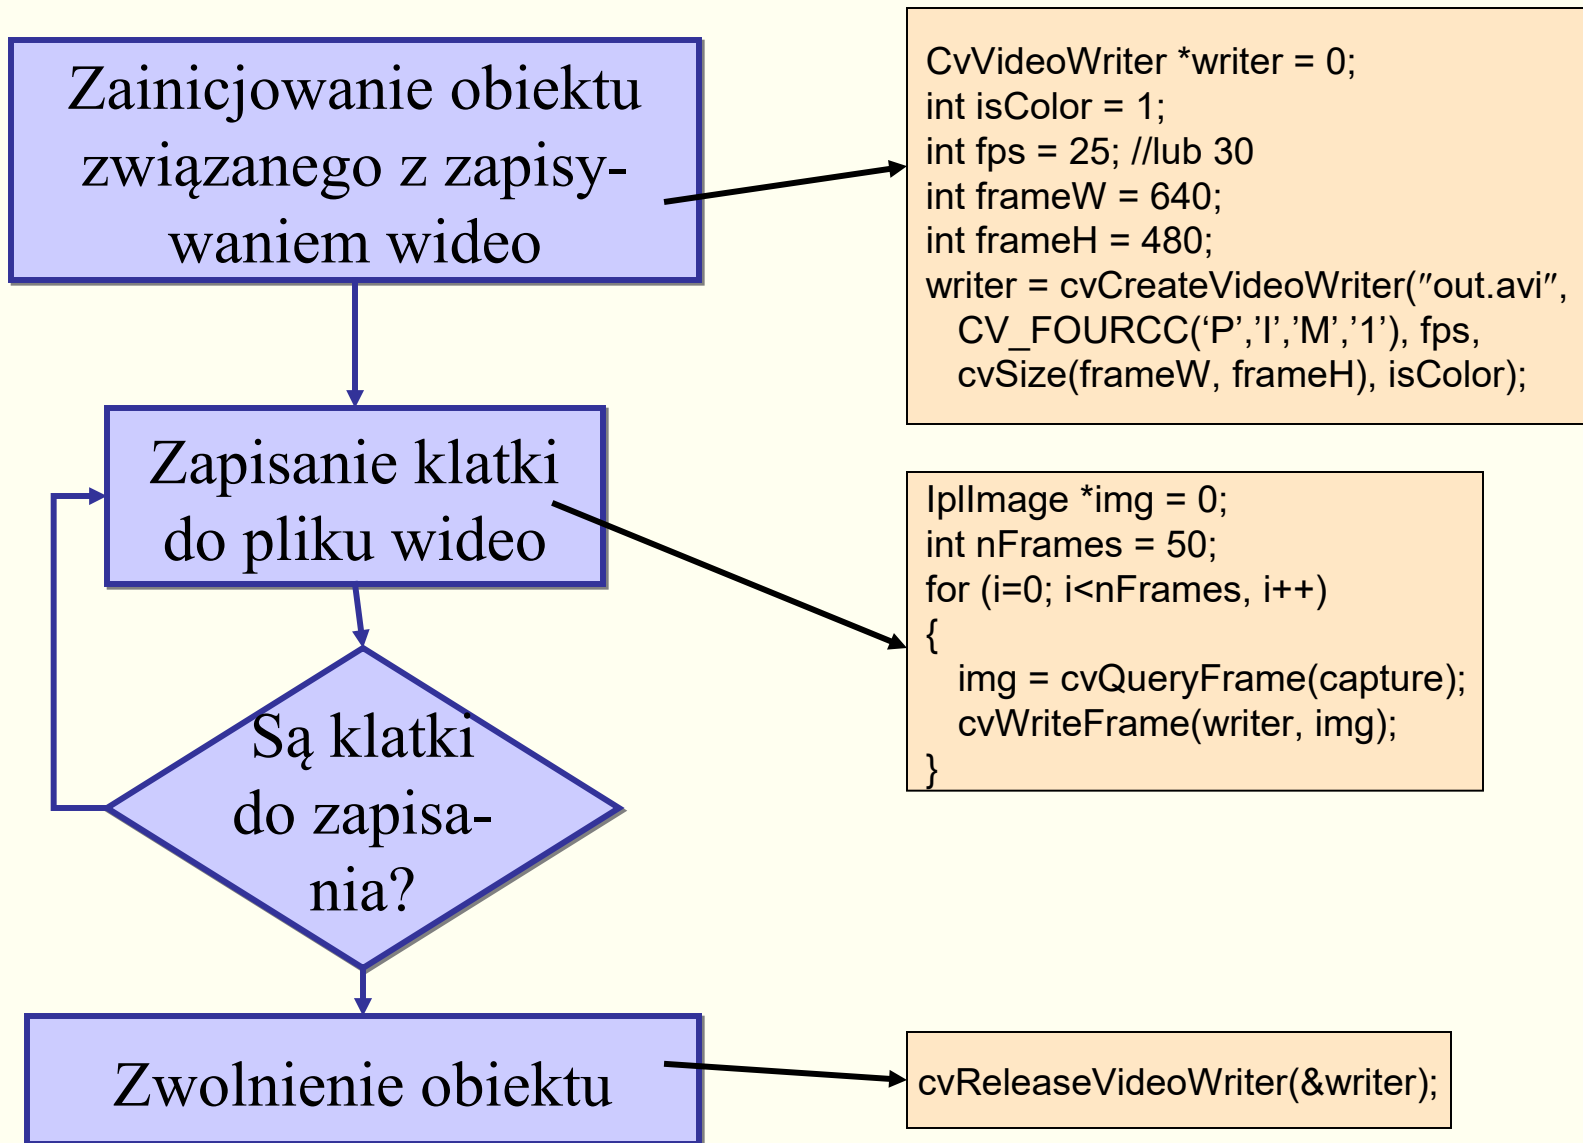 Zainicjowanie obiektu
związanego z zapisy-
waniem wideo
CvVideoWriter *writer = 0;
int isColor = 1;
int fps = 25; //lub 30
int frameW = 640;
int frameH = 480;
writer = cvCreateVideoWriter(″out.avi″,
CV_FOURCC(‘P’,’I’,’M’,’1’), fps,
cvSize(frameW, frameH), isColor);
Zapisanie klatki
do pliku wideo
IplImage *img = 0;
int nFrames = 50;
for (i=0; i<nFrames, i++)
{
img = cvQueryFrame(capture);
cvWriteFrame(writer, img);
}
Są klatki
do zapisa-
nia?
Zwolnienie obiektu
cvReleaseVideoWriter(&writer);